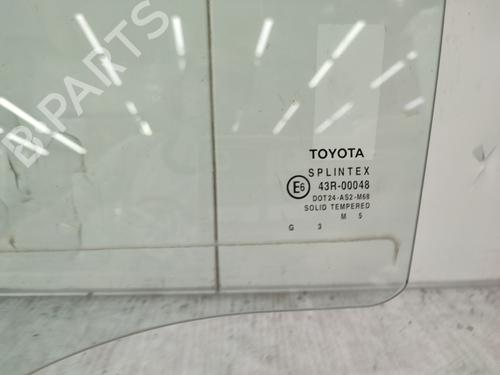 B PARTS
TOYOTA
SPLINTEX
E6 43R-00048
DOT24-AS2-M68
SOLID TEMPERED
M 5
G 3